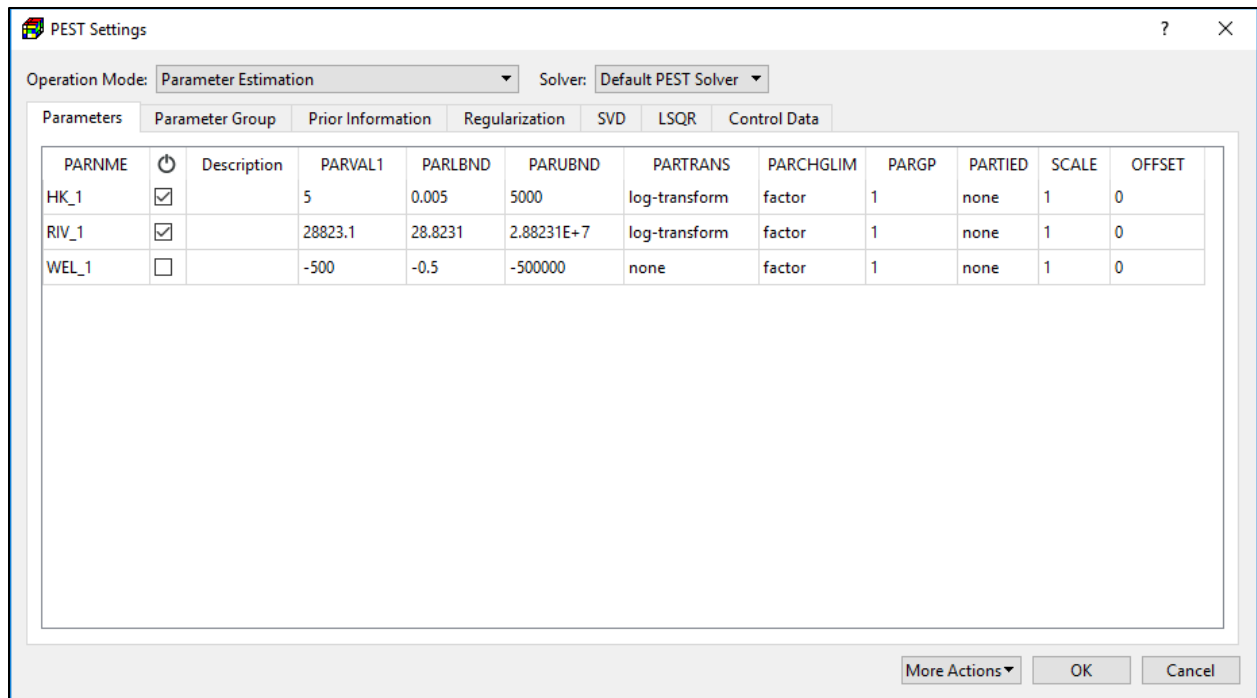 PEST Settings ?
Operation Mode: Parameter Estimation Solver: Default PEST Solver
Parameters Parameter Group Prior Information Regularization SVD LSQR Control Data
PARNME Description PARVAL1 PARLBND PARUBND PARTRANS PARCHGLIM PARGP PARTIED SCALE OFFSET
HK_1 5 0.005 5000 log-transform factor 1 none 1 0
RIV_1 28823.1 28.8231 2.88231E+7 log-transform factor 1 none 1 0
WEL_1 -500 -0.5 -500000 none factor 1 none 1 0
More Actions OK Cancel